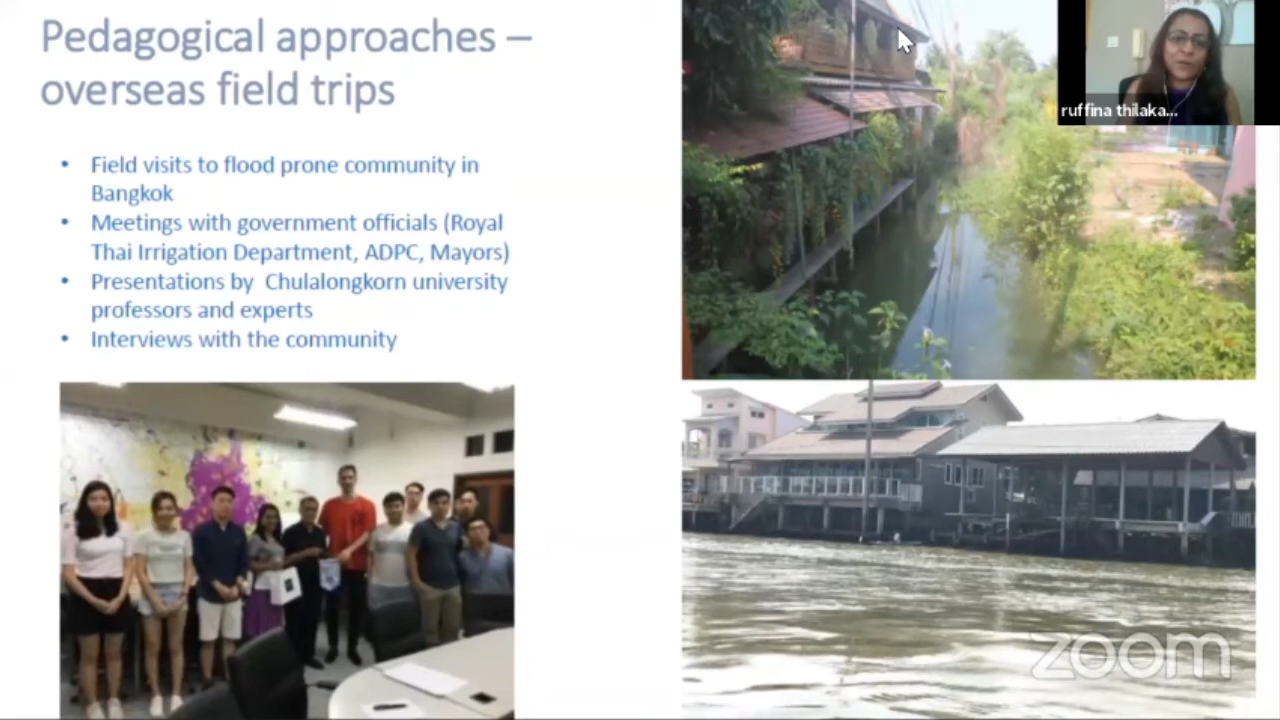 Pedagogical approaches –
overseas field trips
• Field visits to flood prone community in
Bangkok
• Meetings with government officials (Royal
Thai Irrigation Department, ADPC, Mayors)
• Presentations by Chulalongkorn university
professors and experts
• Interviews with the community
ruffina thilaka...
zoom